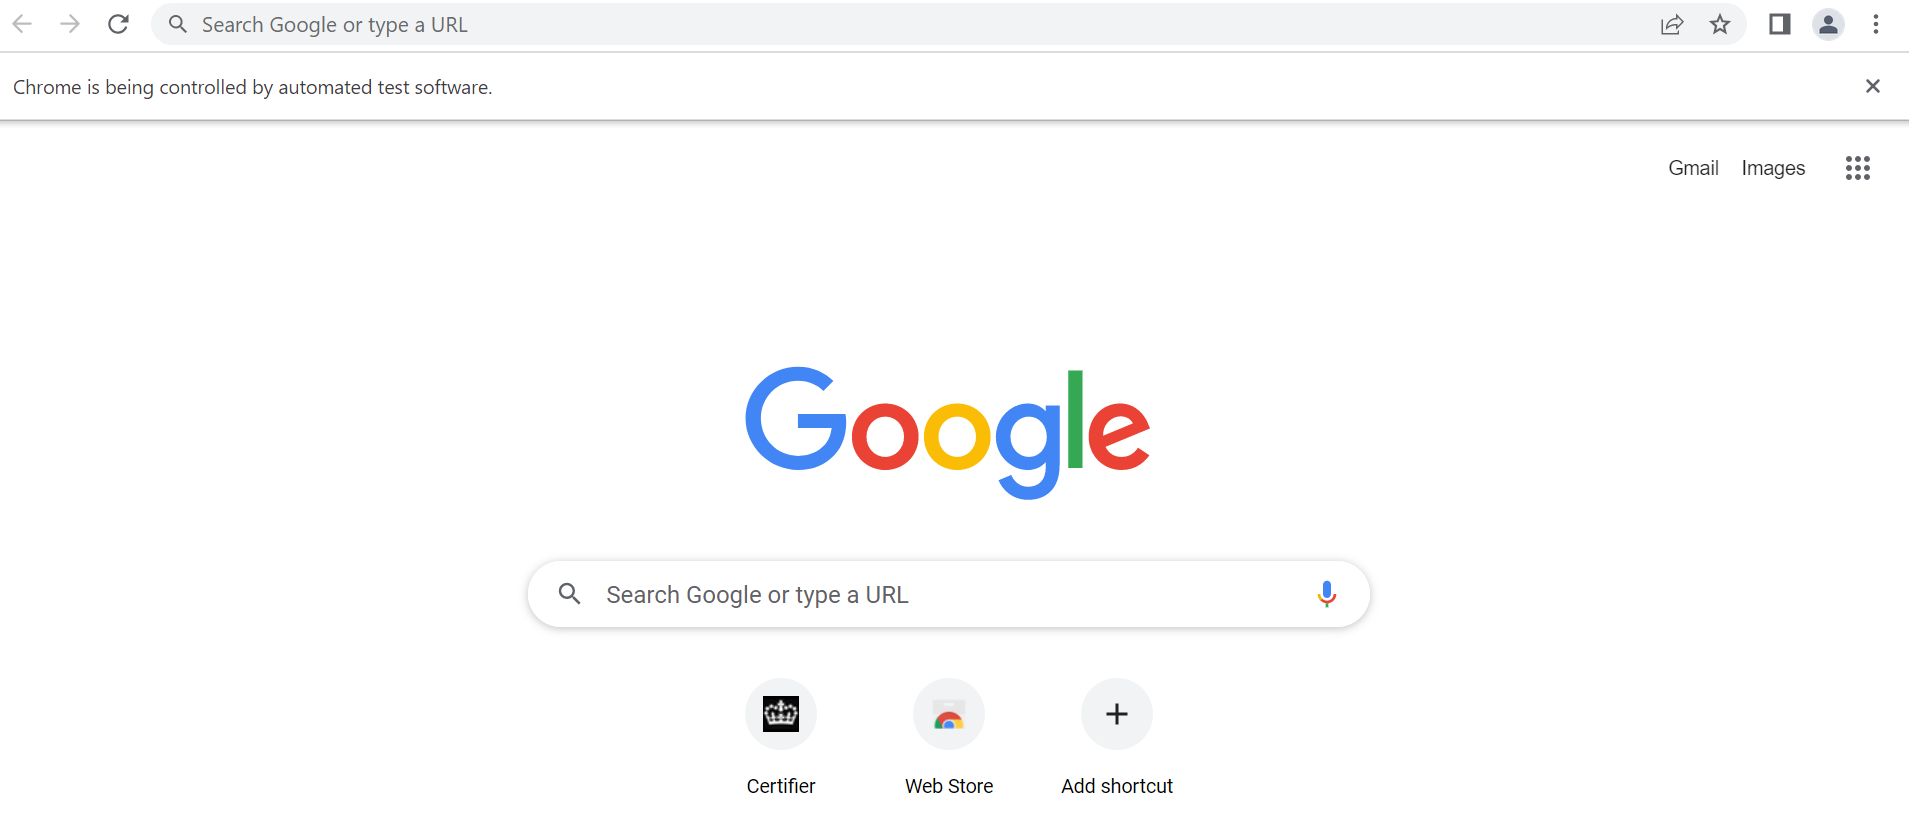 Search Google or type a URL
Chrome is being controlled by automated test software.
Gmail Images
Google
Search Google or type a URL
Certifier Web Store Add shortcut